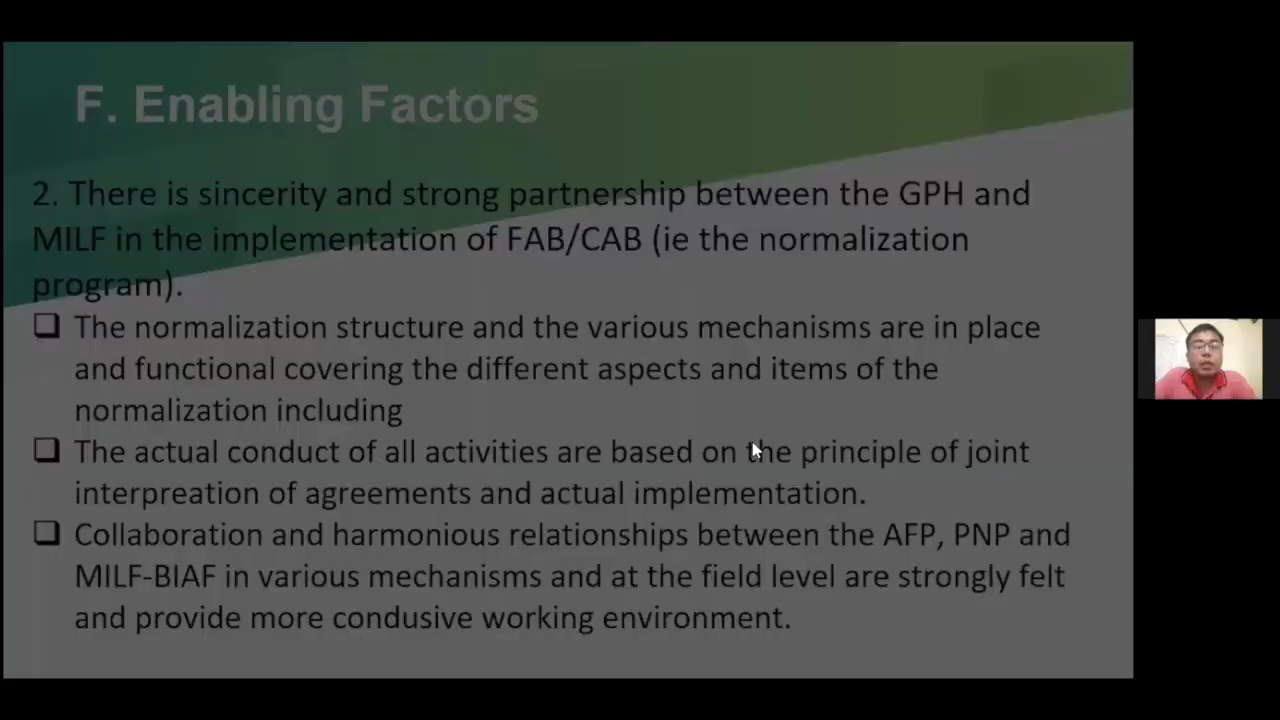 F. Enabling Factors
2. There is sincerity and strong partnership between the GPH and
MILF in the implementation of FAB/CAB (ie the normalization
program).
The normalization structure and the various mechanisms are in place
and functional covering the different aspects and items of the
normalization including
The actual conduct of all activities are based on the principle of joint
interpreation of agreements and actual implementation.
Collaboration and harmonious relationships between the AFP, PNP and
MILF-BIAF in various mechanisms and at the field level are strongly felt
and provide more condusive working environment.